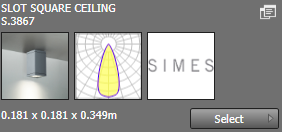 SLOT SQUARE CEILING
S.3867
SIMES
0.181 x 0.181 x 0.349m
Select